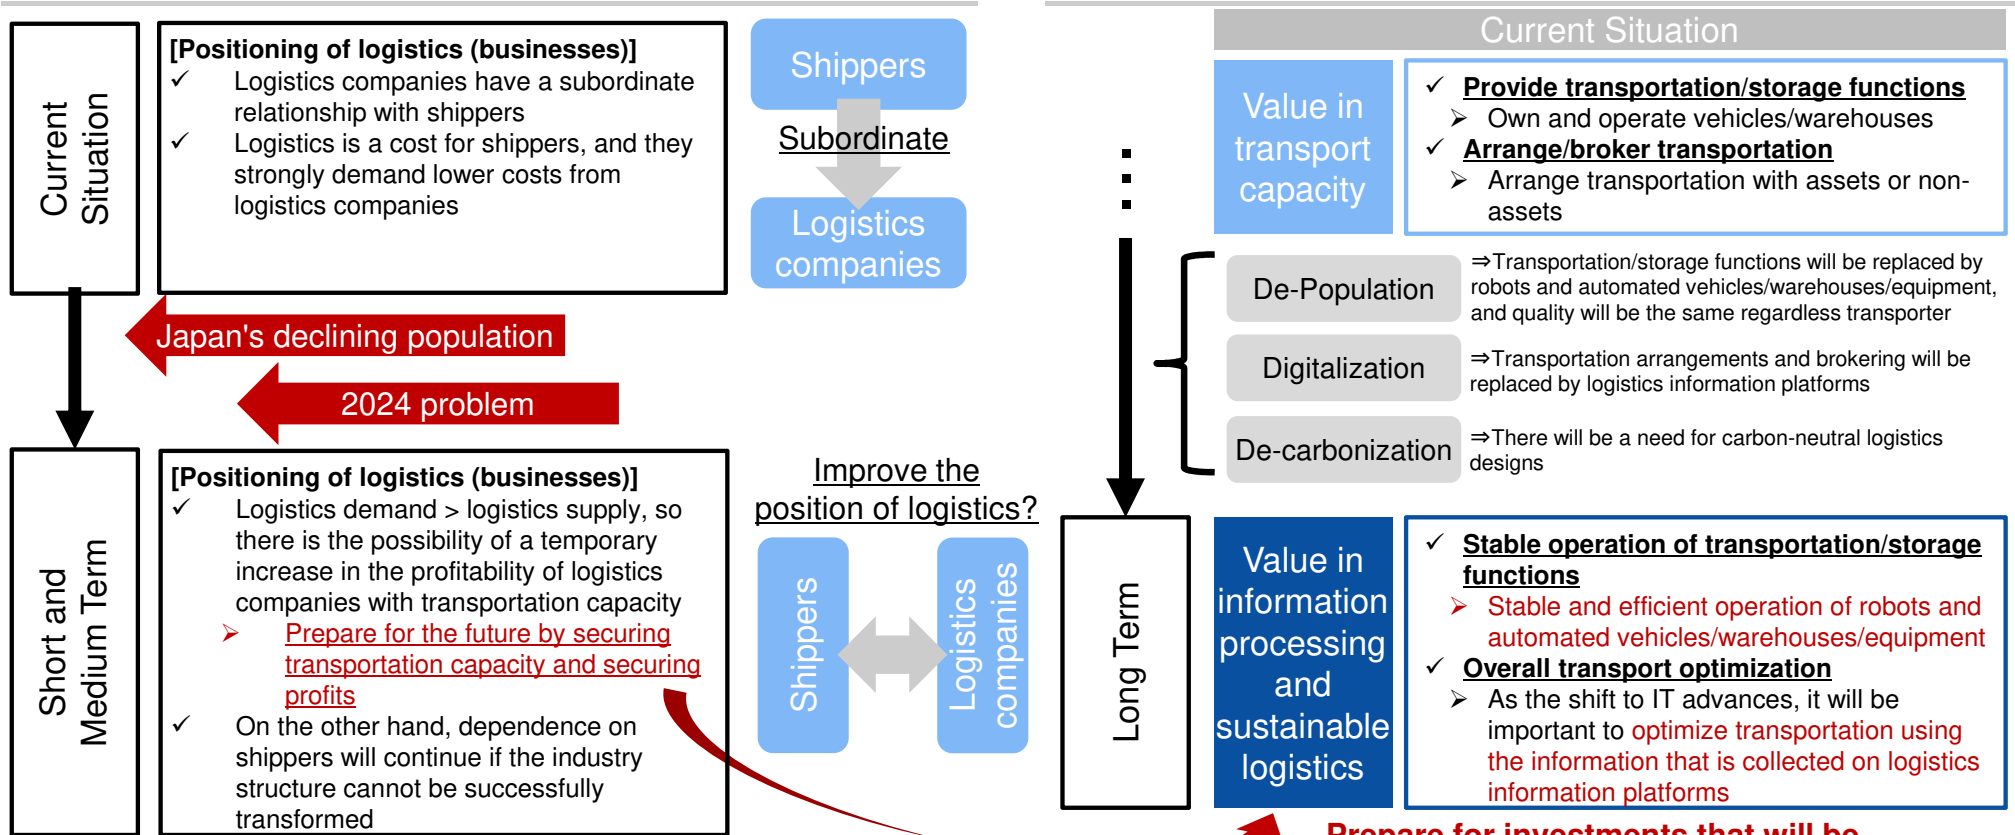 Current
Situation
[Positioning of logistics (businesses)]
✓ Logistics companies have a subordinate
relationship with shippers
✓ Logistics is a cost for shippers, and they
strongly demand lower costs from
logistics companies
Shippers
Subordinate
Logistics
companies
Japan's declining population
2024 problem
Short and
Medium Term
[Positioning of logistics (businesses)]
✓ Logistics demand > logistics supply, so
there is the possibility of a temporary
increase in the profitability of logistics
companies with transportation capacity
➢ Prepare for the future by securing
transportation capacity and securing
profits
✓ On the other hand, dependence on
shippers will continue if the industry
structure cannot be successfully
transformed
Improve the
position of logistics?
Shippers
Logistics
companies
Current Situation
Value in
transport
capacity
✓ Provide transportation/storage functions
➢ Own and operate vehicles/warehouses
✓ Arrange/broker transportation
➢ Arrange transportation with assets or non-
assets
De-Population
⇒Transportation/storage functions will be replaced by
robots and automated vehicles/warehouses/equipment,
and quality will be the same regardless transporter
Digitalization
⇒Transportation arrangements and brokering will be
replaced by logistics information platforms
De-carbonization
⇒There will be a need for carbon-neutral logistics
designs
Long Term
Value in
information
processing
and
sustainable
logistics
✓ Stable operation of transportation/storage
functions
➢ Stable and efficient operation of robots and
automated vehicles/warehouses/equipment
✓ Overall transport optimization
➢ As the shift to IT advances, it will be
important to optimize transportation using
the information that is collected on logistics
information platforms
Prepare for investments that will be